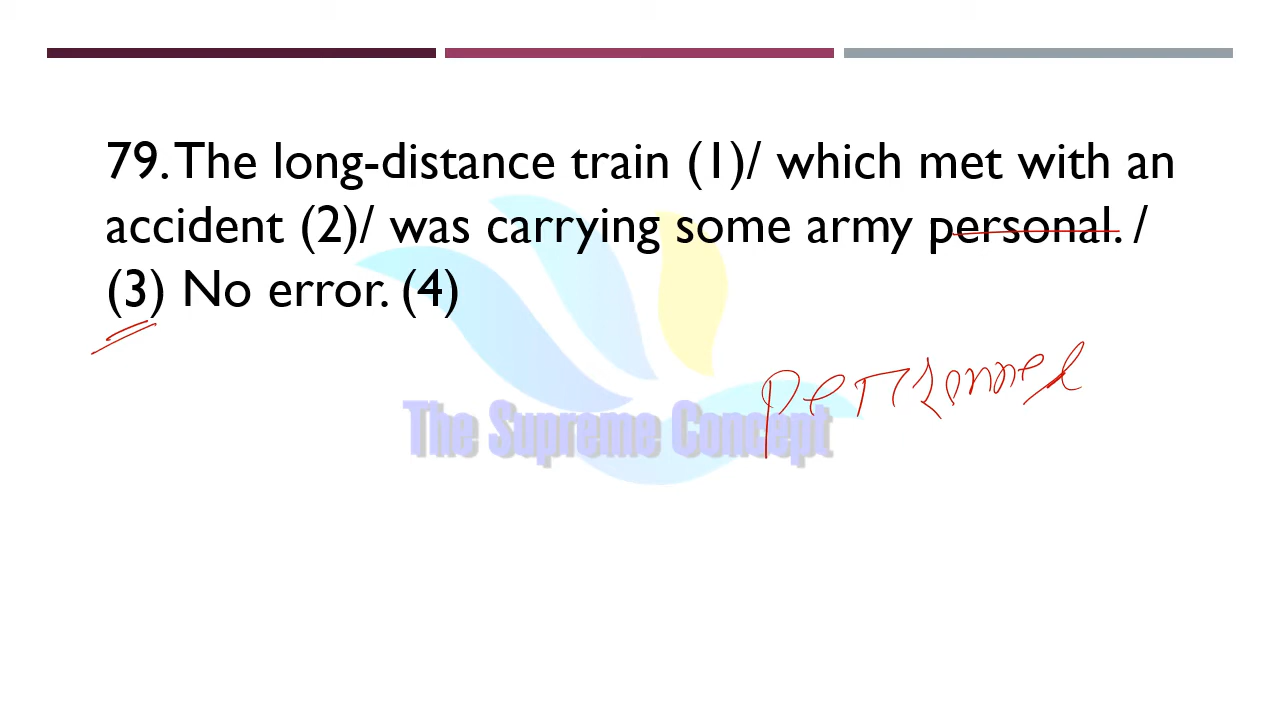 79. The long-distance train (1)/ which met with an
accident (2)/ was carrying some army personal. /
(3) No error. (4)
personnel
The Supreme Concept